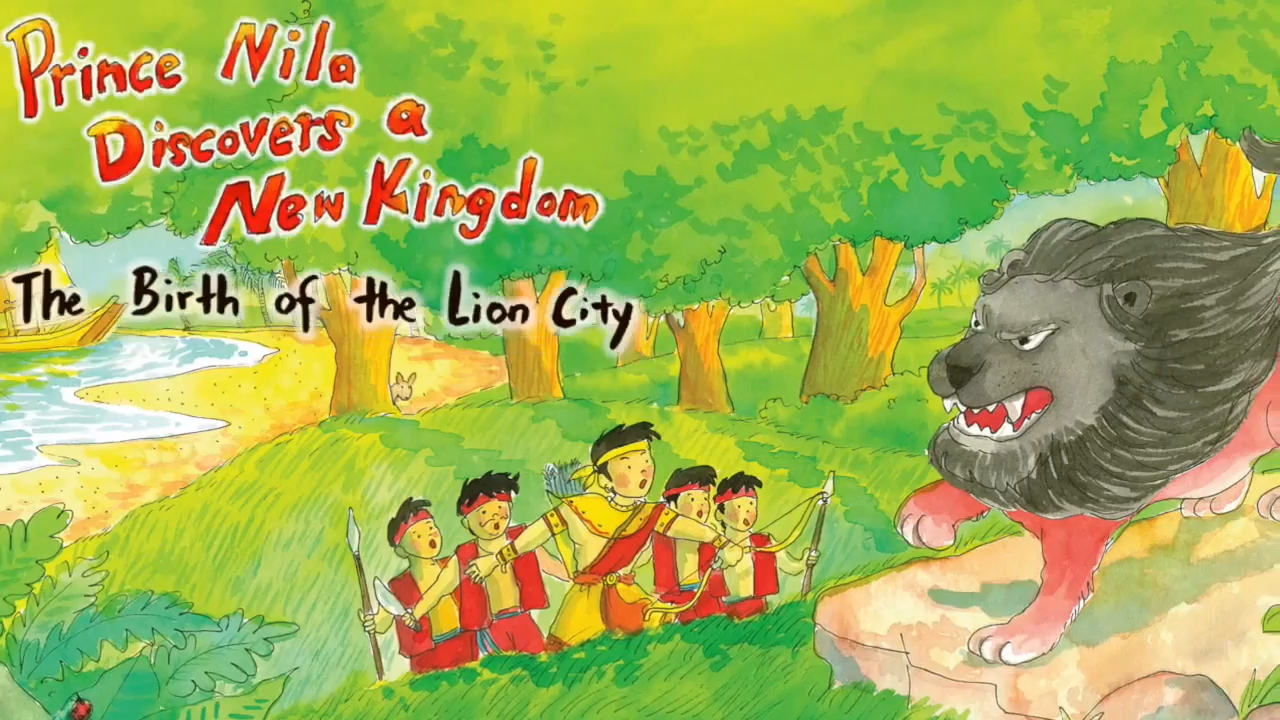 Prince Nila
Discovers a
New Kingdom
The Birth of the Lion City